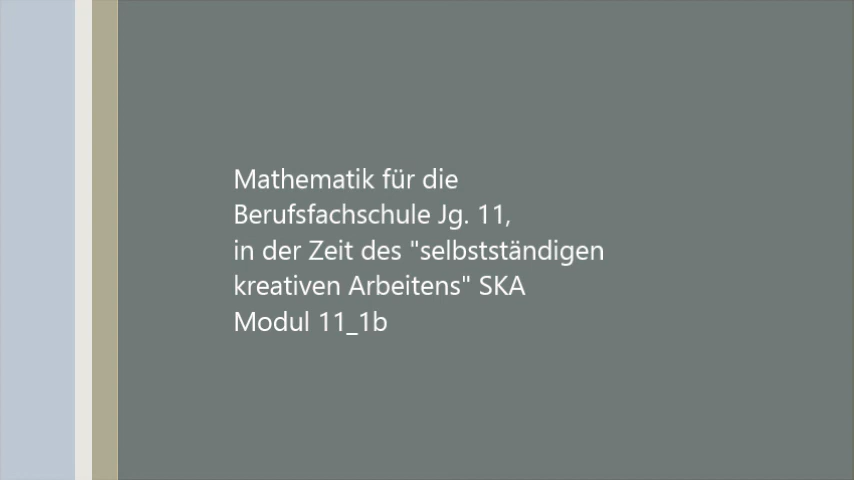 Mathematik für die
Berufsfachschule Jg. 11,
in der Zeit des "selbstständigen
kreativen Arbeitens" SKA
Modul 11_1b